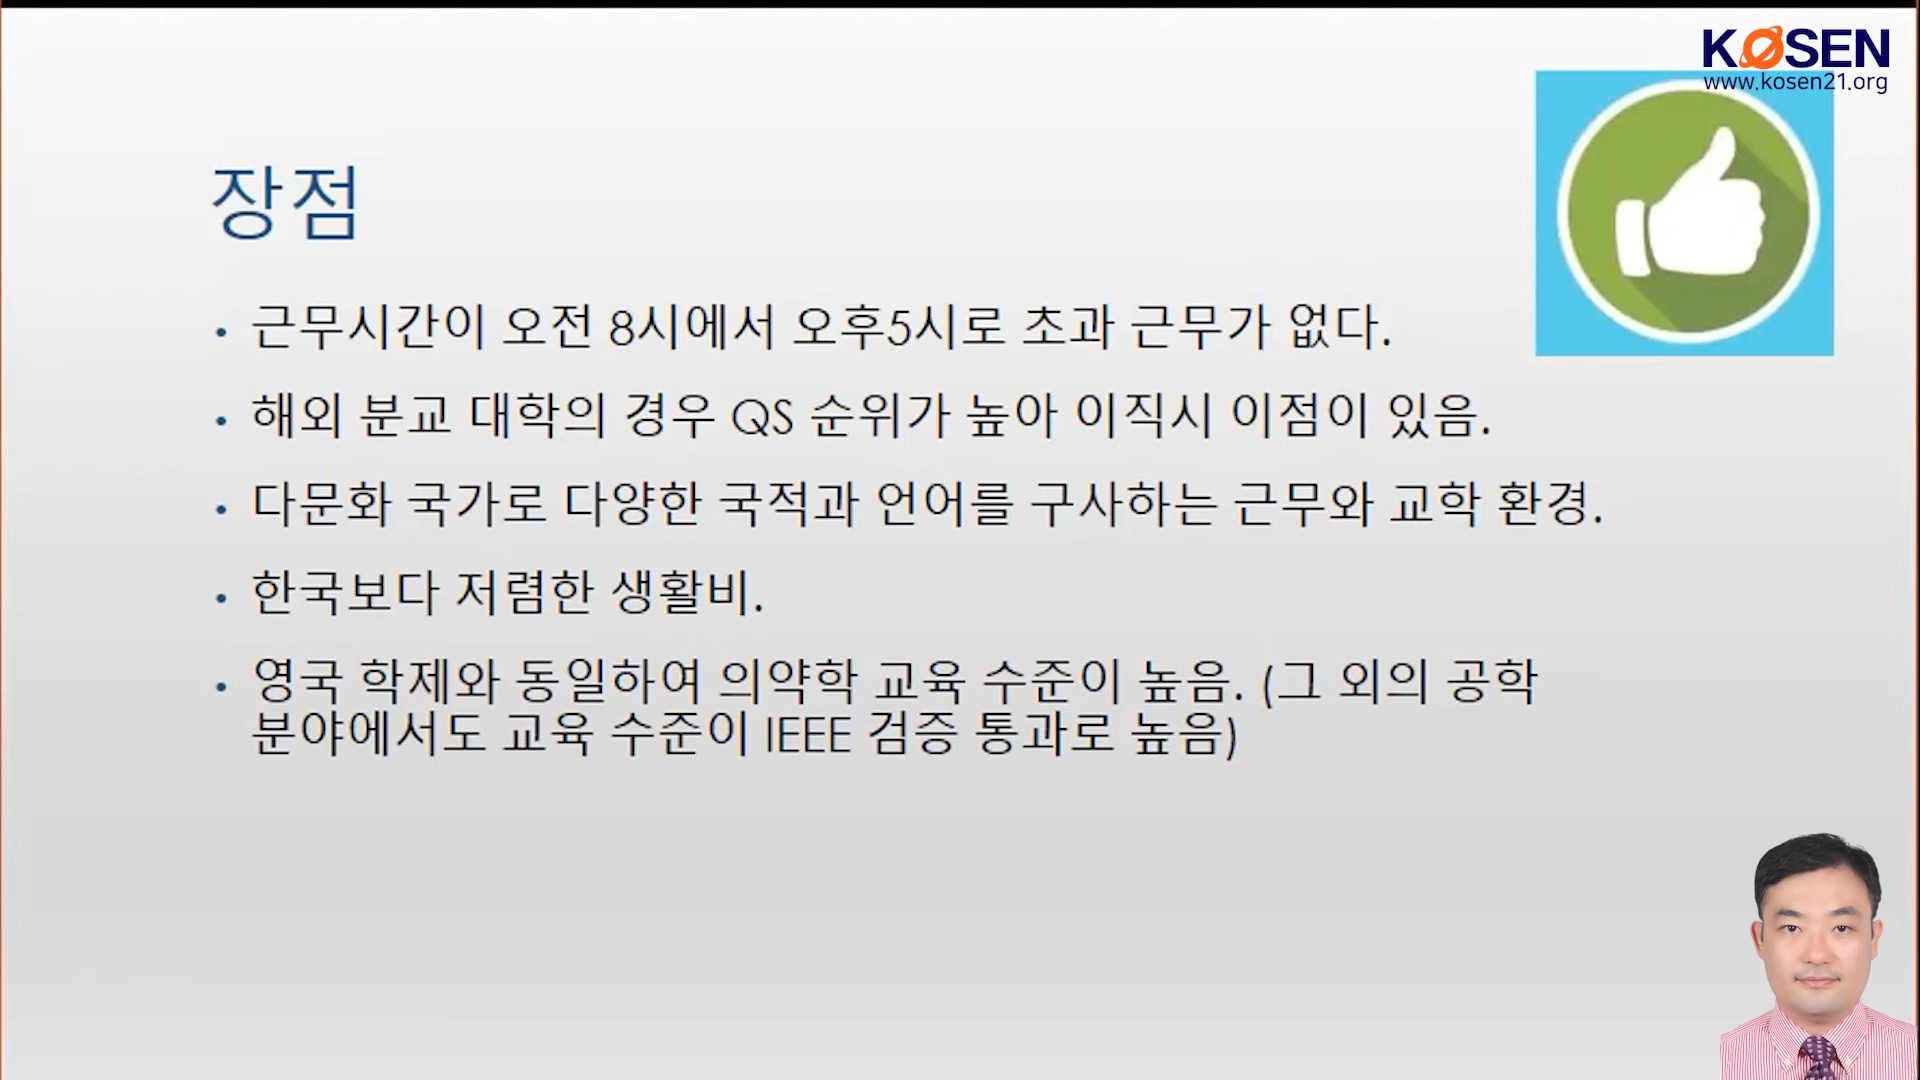 KOSEN
www.kosen21.org
장점
• 근무시간이 오전 8시에서 오후5시로 초과 근무가 없다.
• 해외 분교 대학의 경우 QS 순위가 높아 이직시 이점이 있음.
• 다문화 국가로 다양한 국적과 언어를 구사하는 근무와 교학 환경.
• 한국보다 저렴한 생활비.
• 영국 학제와 동일하여 의약학 교육 수준이 높음. (그 외의 공학
분야에서도 교육 수준이 IEEE 검증 통과로 높음)